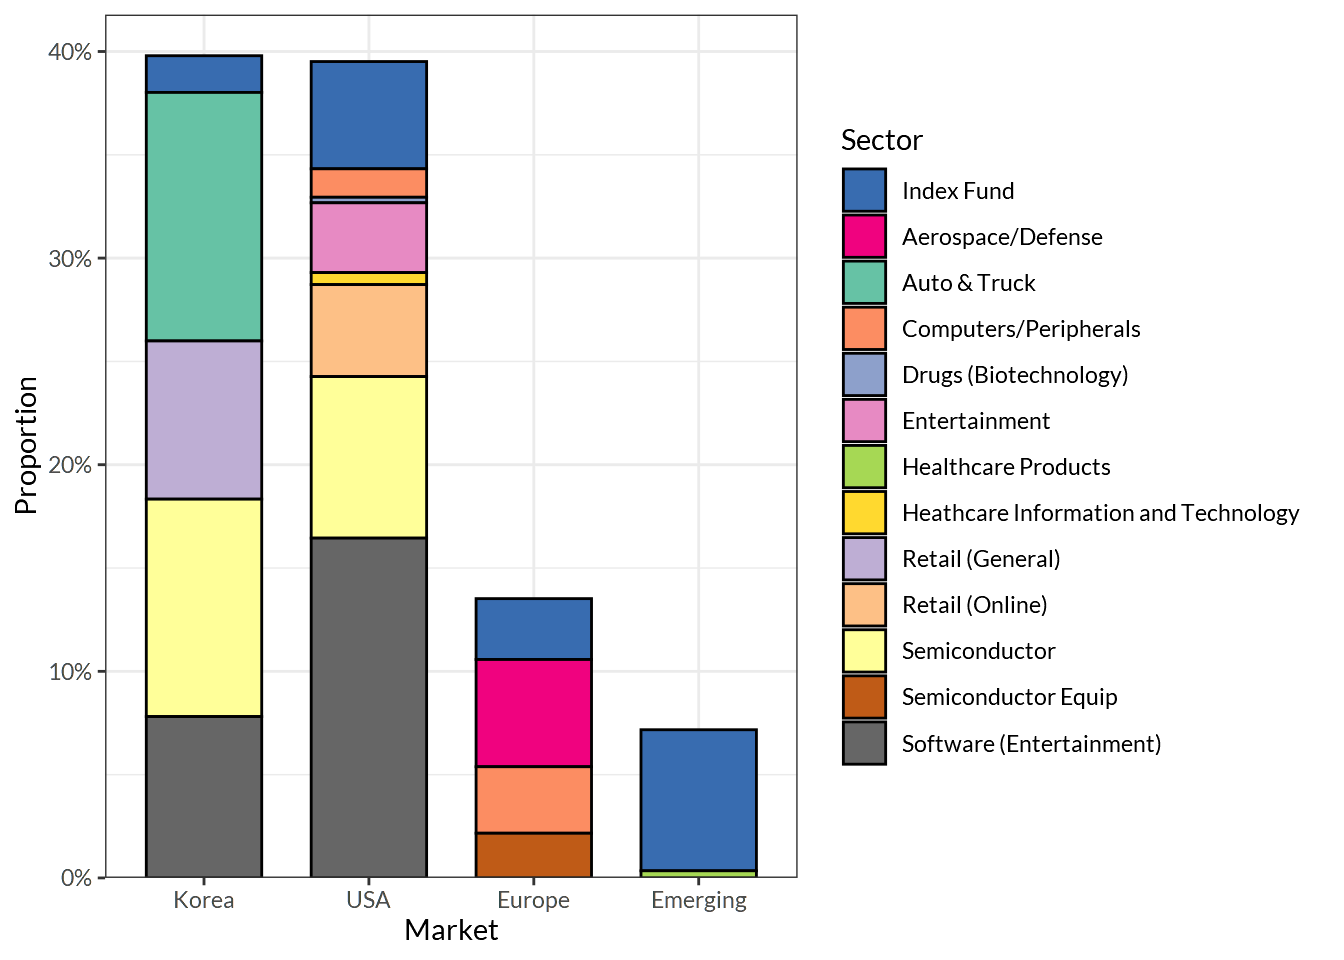 40%
30%
20%
10%
0%
Proportion
Korea
USA
Europe
Emerging
Market
Sector
Index Fund
Aerospace/Defense
Auto & Truck
Computers/Peripherals
Drugs (Biotechnology)
Entertainment
Healthcare Products
Heathcare Information and Technology
Retail (General)
Retail (Online)
Semiconductor
Semiconductor Equip
Software (Entertainment)